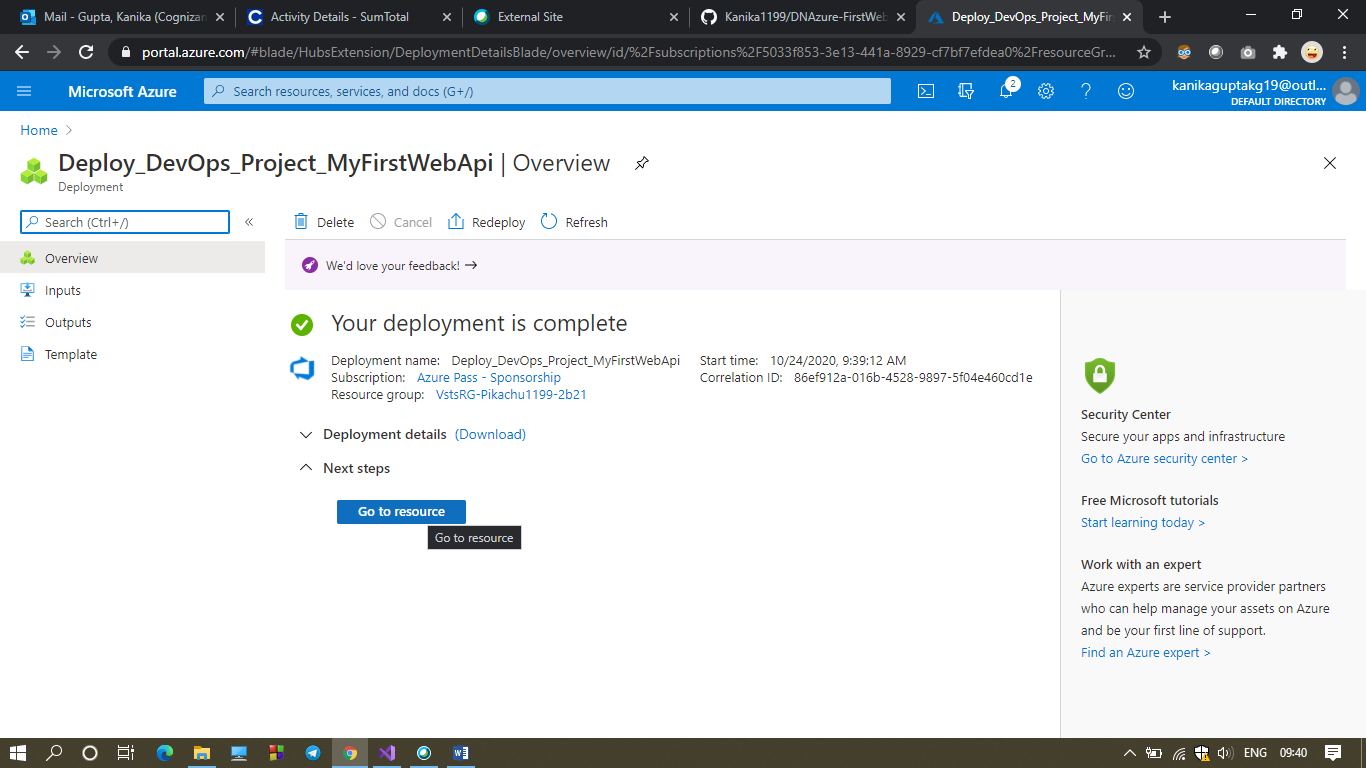 Mail - Gupta, Kanika (Cognizan
Activity Details - SumTotal
External Site
Kanika1199/DNAzure-FirstWeb
Deploy_DevOps_Project_MyFir
portal.azure.com/#blade/HubsExtension/DeploymentDetailsBlade/overview/id/%2Fsubscriptions%2F5033f853-3e13-441a-8929-cf7bf7efdea0%2FresourceGr...
Microsoft Azure
Search resources, services, and docs (G+/)
2
kanikaguptakg19@outl...
DEFAULT DIRECTORY
Home
Deploy_DevOps_Project_MyFirstWebApi | Overview
Deployment
Search (Ctrl+/)
Delete
Cancel
Redeploy
Refresh
Overview
Inputs
Outputs
Template
We'd love your feedback!
Your deployment is complete
Deployment name: Deploy_DevOps_Project_MyFirstWebApi
Subscription: Azure Pass - Sponsorship
Resource group: VstsRG-Pikachu1199-2b21
Start time: 10/24/2020, 9:39:12 AM
Correlation ID: 86ef912a-016b-4528-9897-5f04e460cd1e
Deployment details (Download)
Next steps
Go to resource
Go to resource
Security Center
Secure your apps and infrastructure
Go to Azure security center >
Free Microsoft tutorials
Start learning today >
Work with an expert
Azure experts are service provider partners
who can help manage your assets on Azure
and be your first line of support.
Find an Azure expert >
ENG
09:40